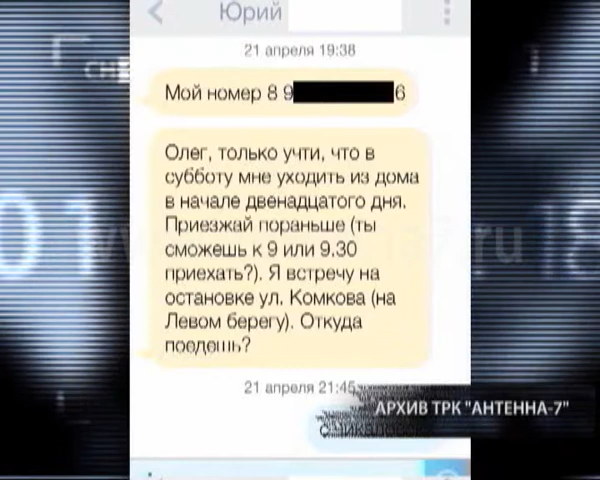 Юрий
21 апреля 19:38
Мой номер 8 9 6
Олег, только учти, что в
субботу мне уходить из дома
в начале двенадцатого дня.
Приезжай пораньше (ты
сможешь к 9 или 9.30
приехать?). Я встречу на
остановке ул. Комкова (на
Левом берегу). Откуда
поедешь?
21 апреля 21:45
АРХИВ ТРК "АНТЕННА-7"